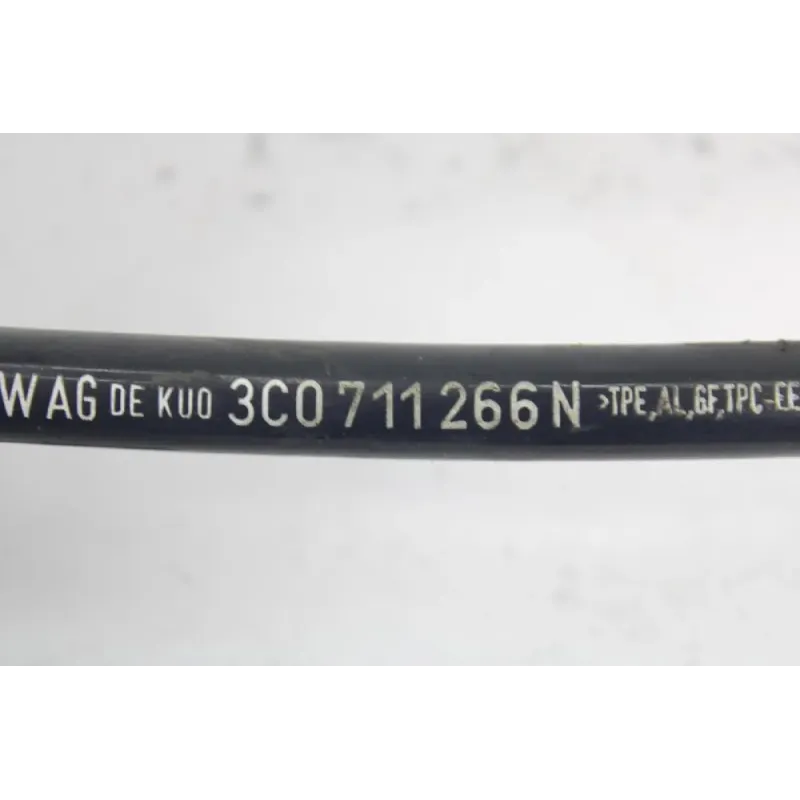 WAG DE KUO 3C0 711 266 N >TPE,AL,GF,TPC-EE